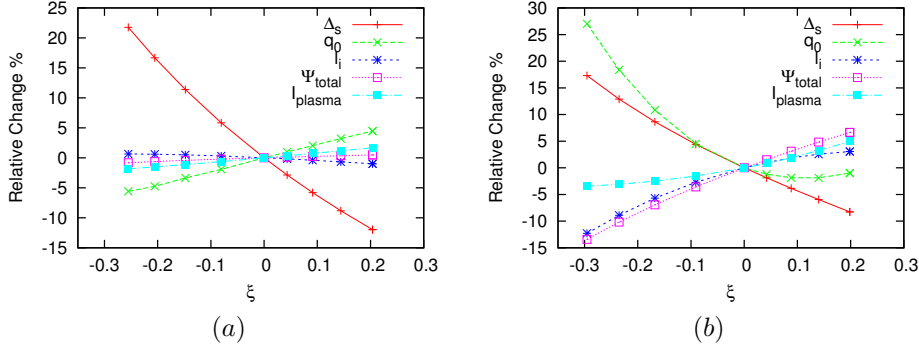 Relative Change %
25
20
15
10
5
0
-5
-10
-15
-0.3 -0.2 -0.1 0 0.1 0.2 0.3
ξ
Δs
q0
li
Ψtotal
Iplasma
(a)
Relative Change %
30
25
20
15
10
5
0
-5
-10
-15
-0.3 -0.2 -0.1 0 0.1 0.2 0.3
ξ
Δs
q0
li
Ψtotal
Iplasma
(b)